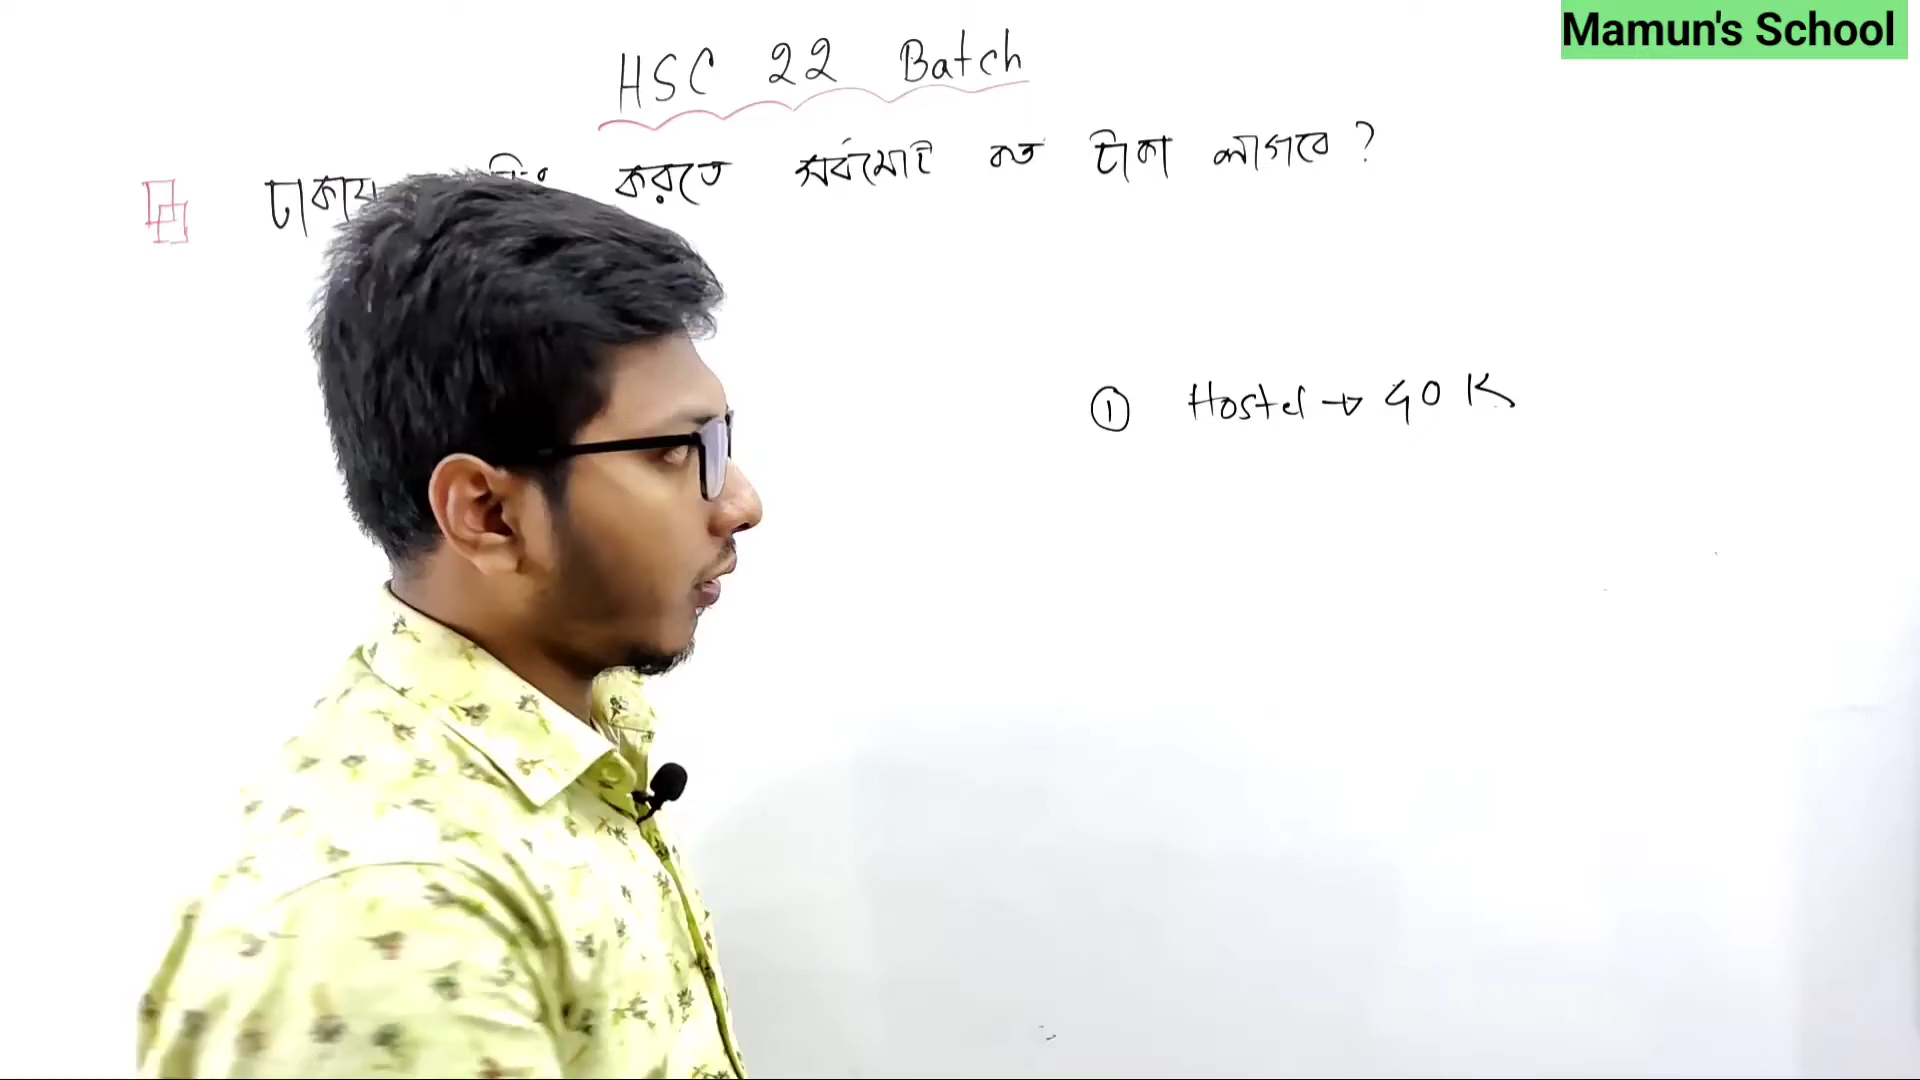 Mamun's School
HSC 22 Batch
ঢাকায় করতে সর্বমোট কত টাকা লাগবে?
① Hostel → 40 K